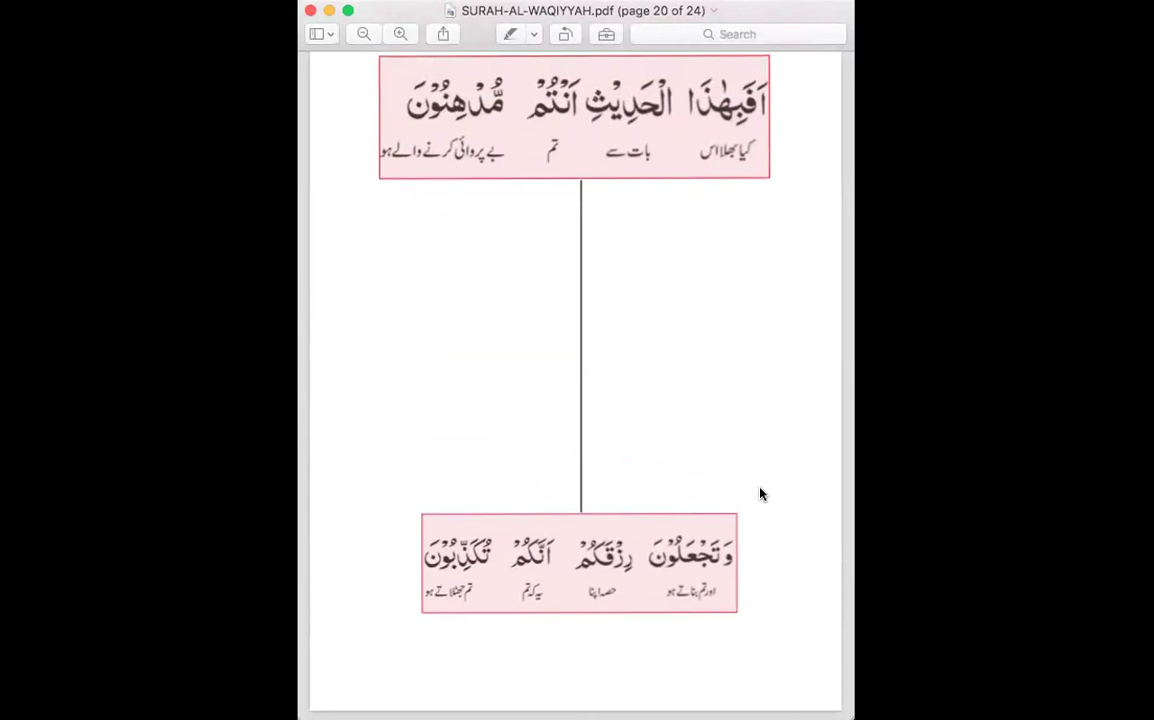 SURAH-AL-WAQIYYAH.pdf (page 20 of 24)
Search
اَفَبِهٰذَا الْحَدِيْثِ اَنْتُمْ مُّدْهِنُوْنَ
کیا بھلا اس بات سے تم بے پروائی کرنے والے ہو
وَتَجْعَلُوْنَ رِزْقَكُمْ اَنَّكُمْ تُكَذِّبُوْنَ
اور تم بناتے ہو حصہ اپنا یہ کہ تم تم جھٹلاتے ہو